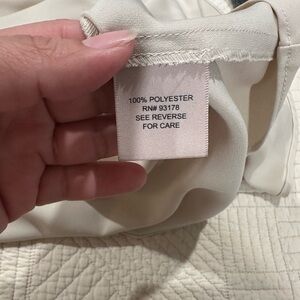 100% POLYESTER
RN# 93178
SEE REVERSE
FOR CARE